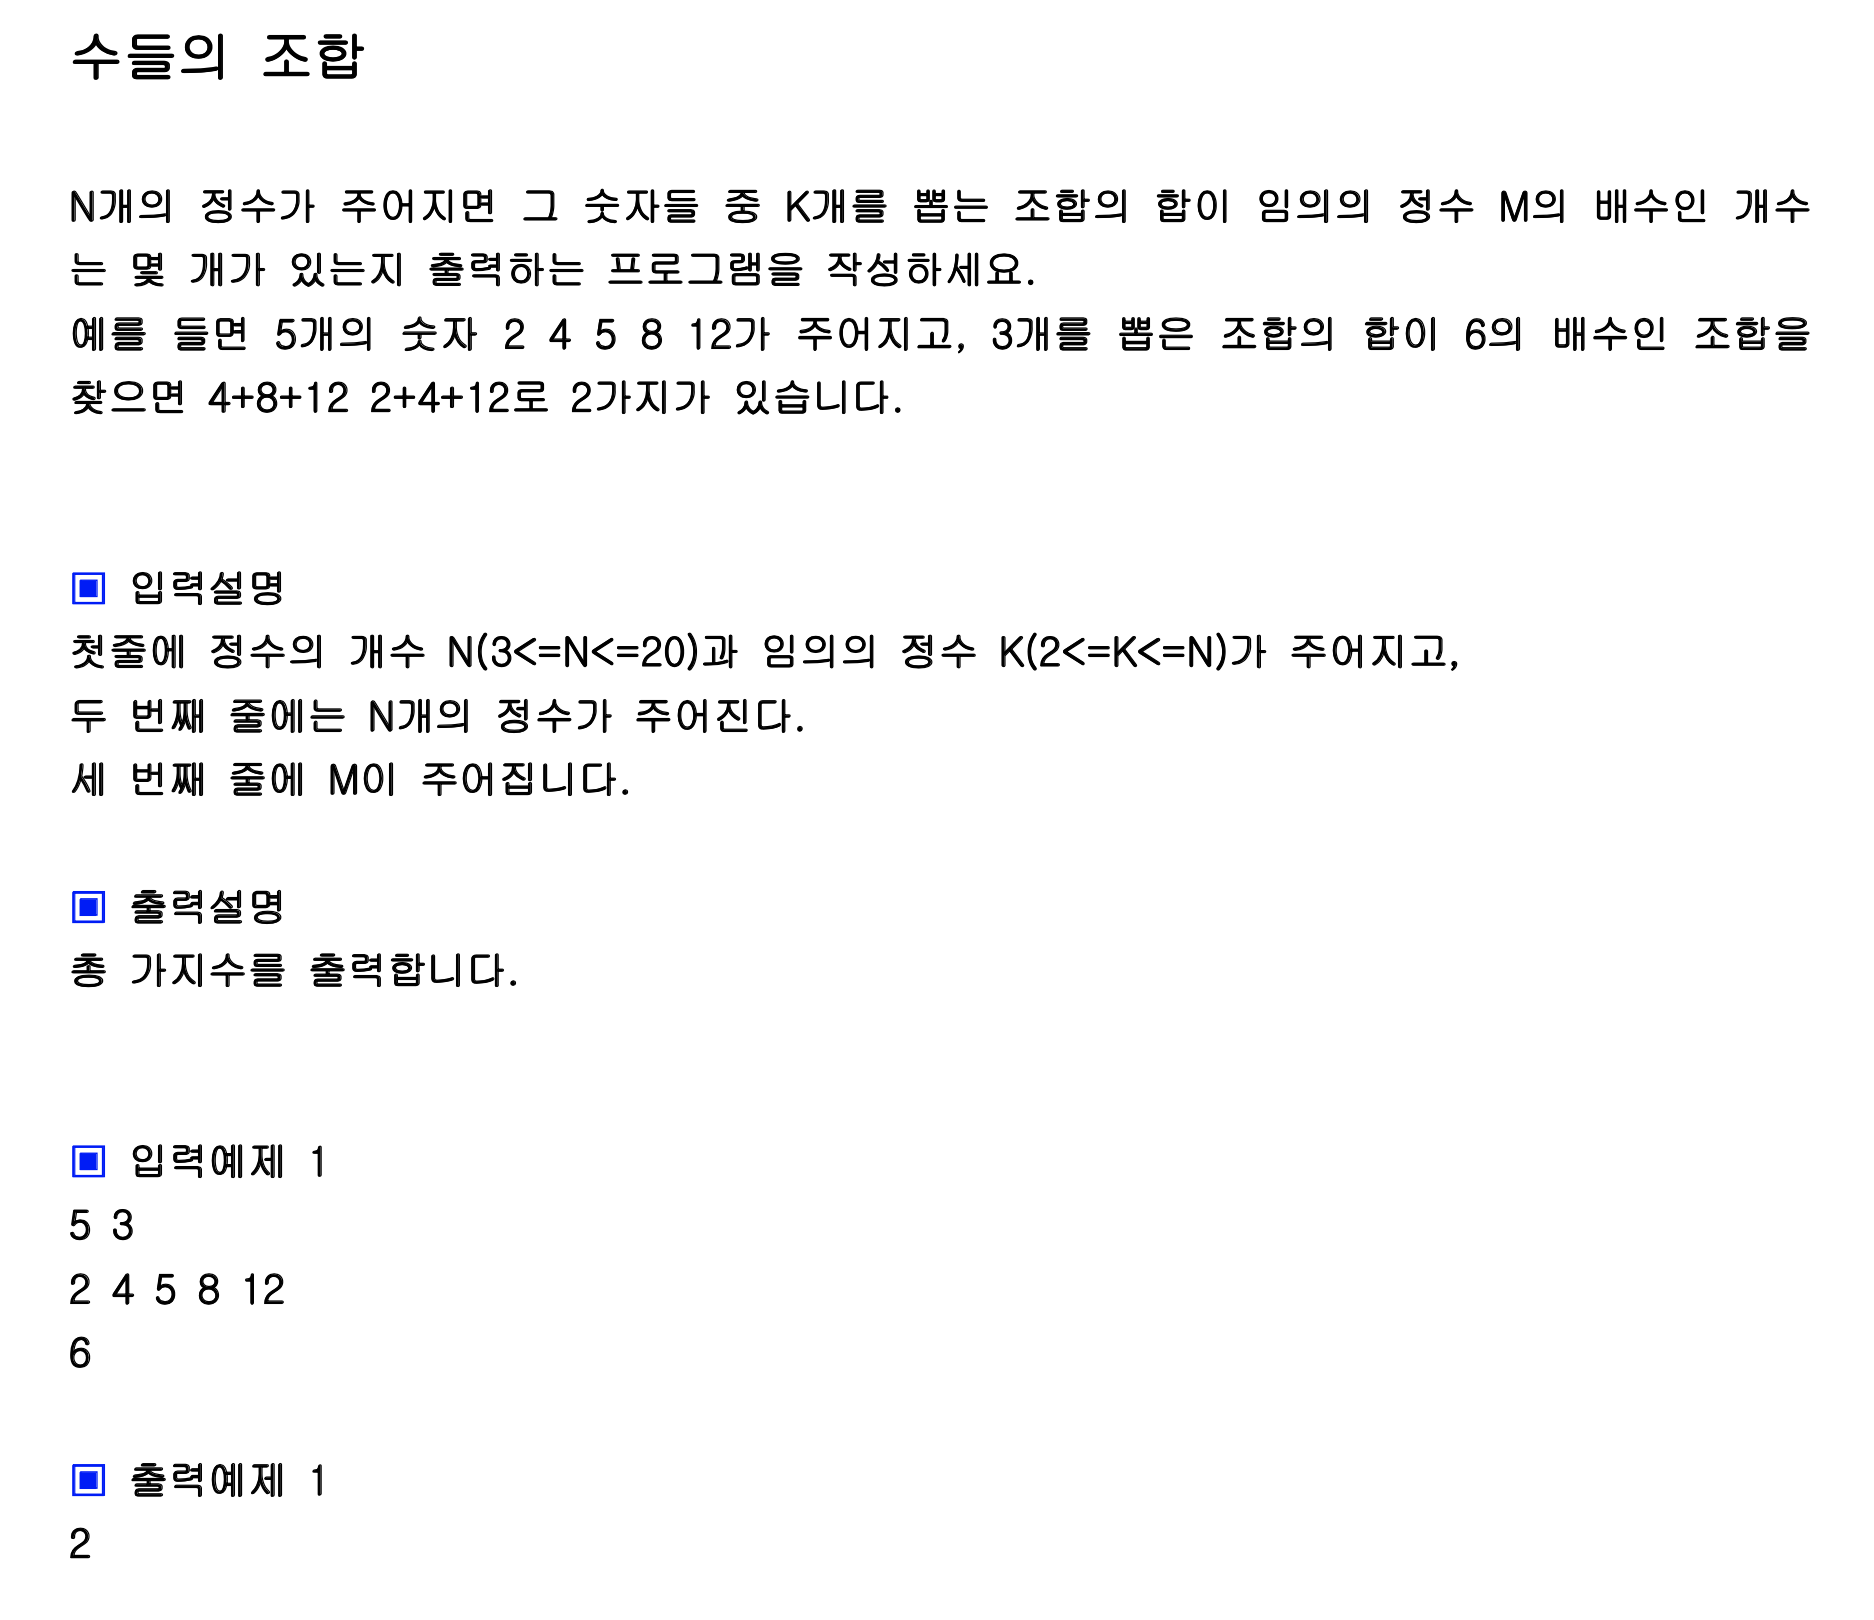 수들의 조합
N개의 정수가 주어지면 그 숫자들 중 K개를 뽑는 조합의 합이 임의의 정수 M의 배수인 개수
는 몇 개가 있는지 출력하는 프로그램을 작성하세요.
예를 들면 5개의 숫자 2 4 5 8 12가 주어지고, 3개를 뽑은 조합의 합이 6의 배수인 조합을
찾으면 4+8+12 2+4+12로 2가지가 있습니다.
▣ 입력설명
첫줄에 정수의 개수 N(3<=N<=20)과 임의의 정수 K(2<=K<=N)가 주어지고,
두 번째 줄에는 N개의 정수가 주어진다.
세 번째 줄에 M이 주어집니다.
▣ 출력설명
총 가지수를 출력합니다.
▣ 입력예제 1
5 3
2 4 5 8 12
6
▣ 출력예제 1
2